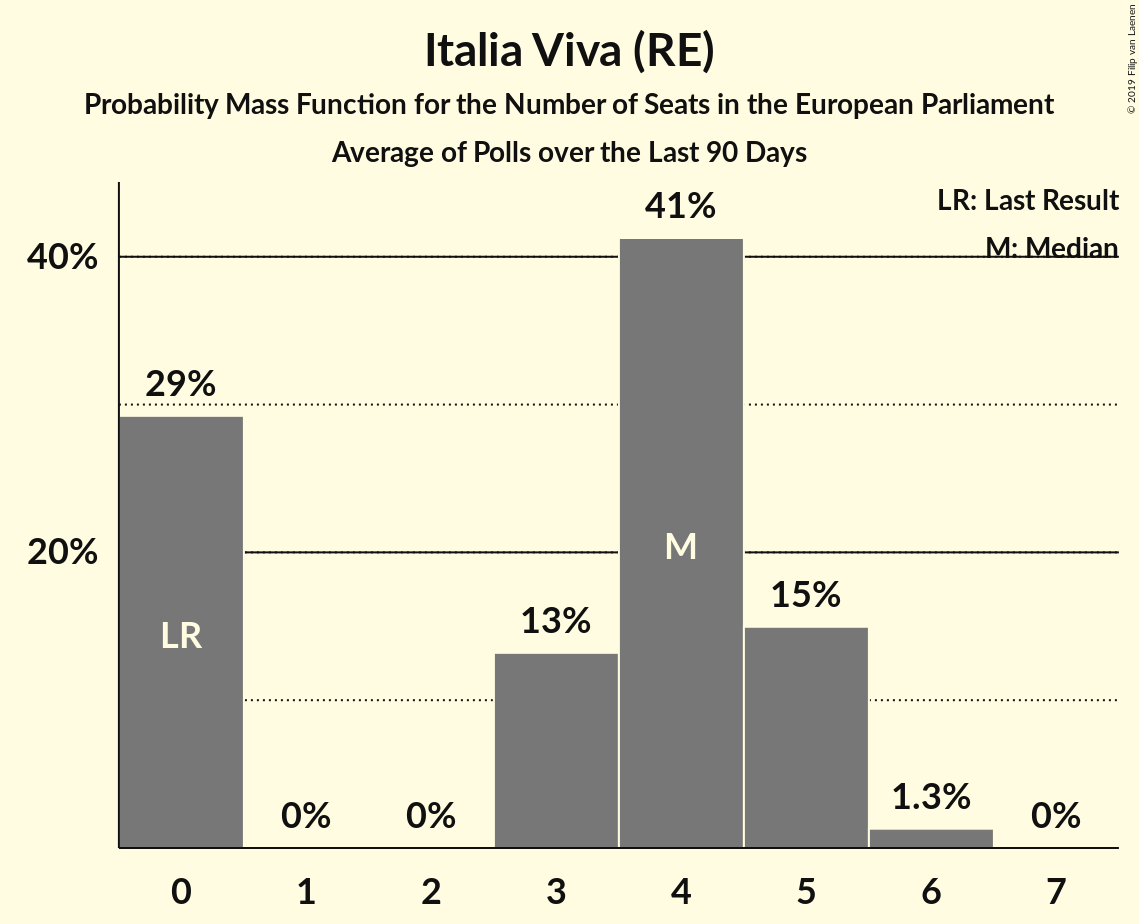 Italia Viva (RE)
Probability Mass Function for the Number of Seats in the European Parliament
Average of Polls over the Last 90 Days
© 2019 Filip van Laenen
LR: Last Result
M: Median
40%
20%
29%
0%
0%
13%
41%
15%
1.3%
0%
LR
M
0 1 2 3 4 5 6 7